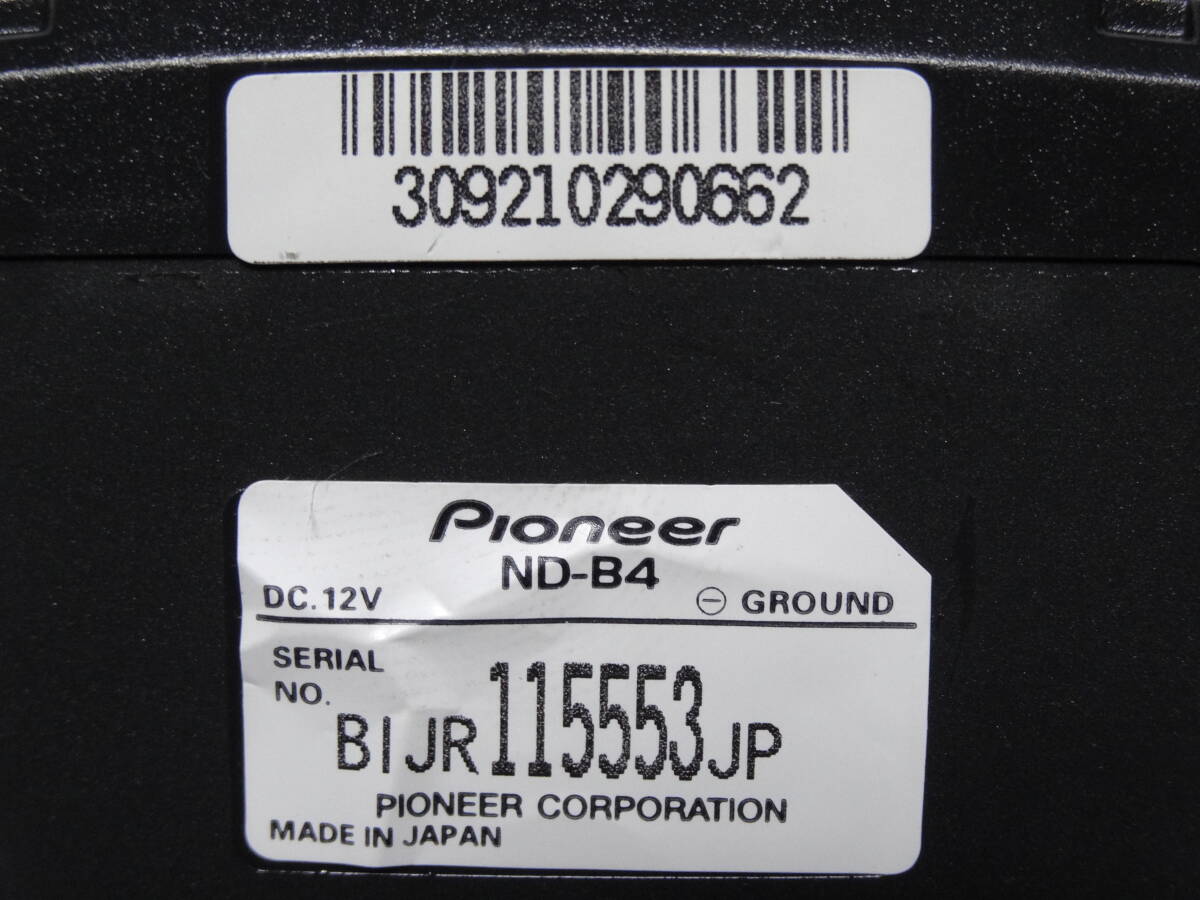 309210290662
Pioneer
ND-B4
DC.12V ⊖ GROUND
SERIAL
NO. BIJR115553JP
PIONEER CORPORATION
MADE IN JAPAN